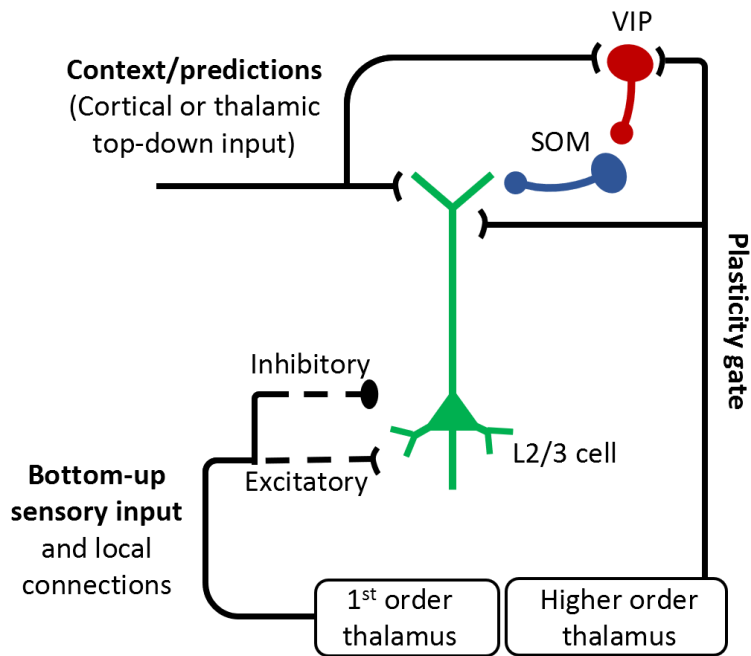 VIP
Context/predictions
(Cortical or thalamic
top-down input)
SOM
Plasticity gate
Inhibitory
Excitatory
L2/3 cell
Bottom-up
sensory input
and local
connections
1st order
thalamus
Higher order
thalamus